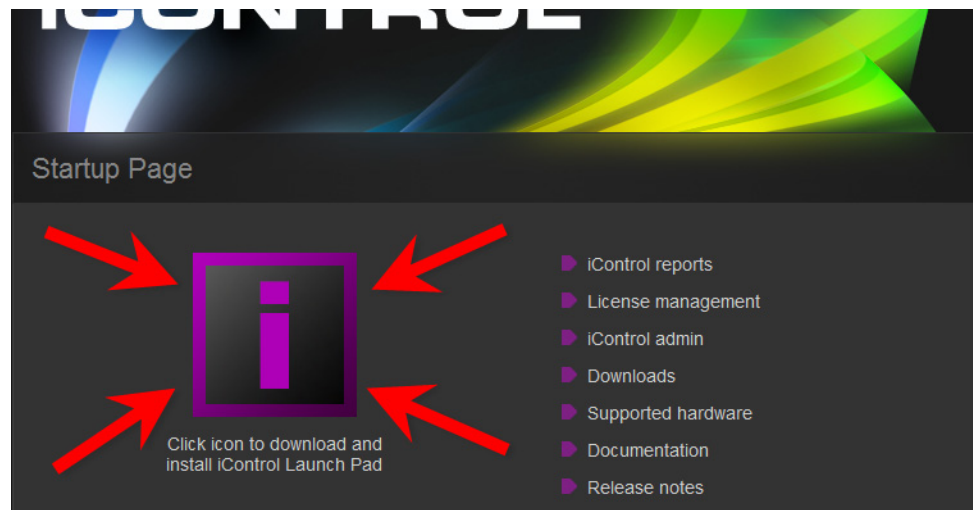 iCONTROL
Startup Page
i
Click icon to download and
install iControl Launch Pad
iControl reports
License management
iControl admin
Downloads
Supported hardware
Documentation
Release notes